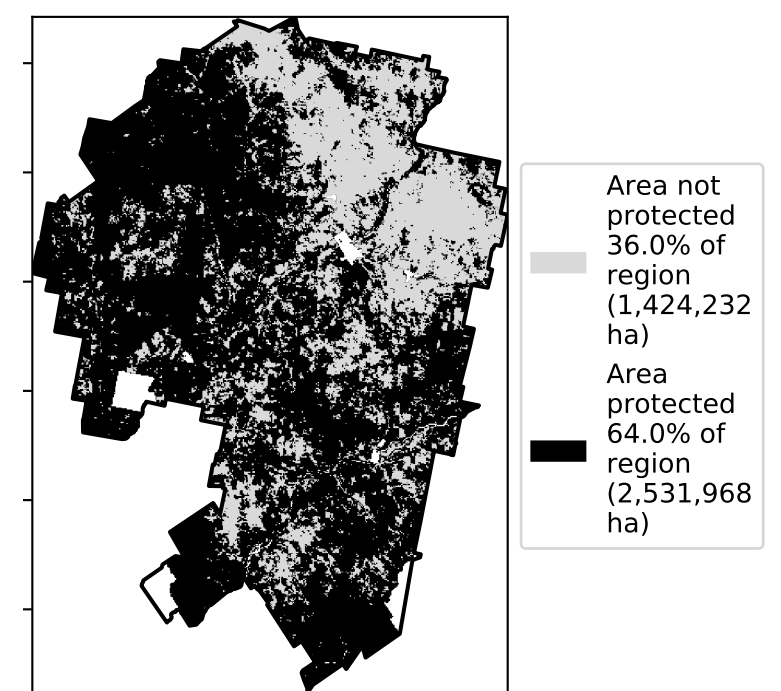 Area not
protected
36.0% of
region
(1,424,232
ha)
Area
protected
64.0% of
region
(2,531,968
ha)